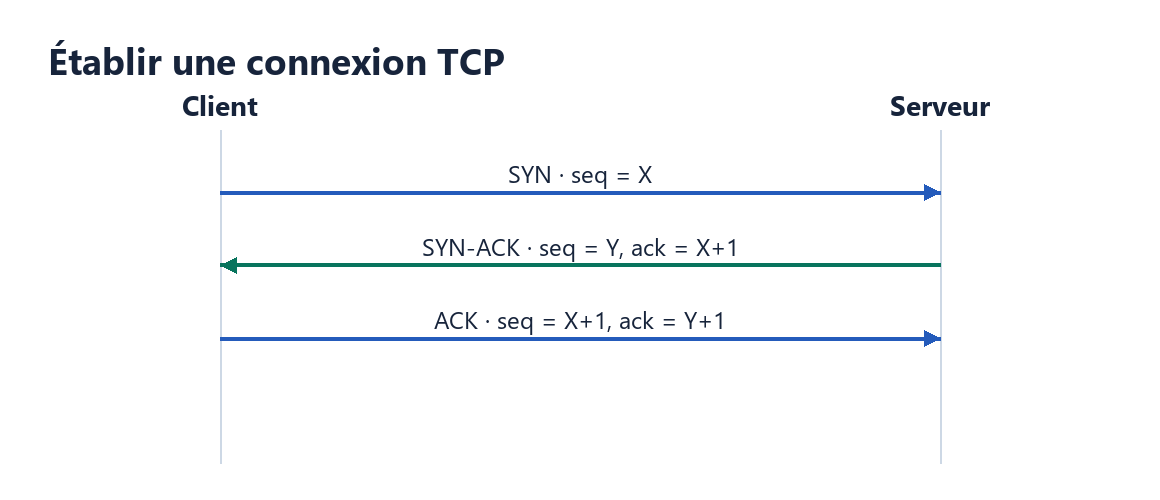 Établir une connexion TCP
Client Serveur
SYN · seq = X
SYN-ACK · seq = Y, ack = X+1
ACK · seq = X+1, ack = Y+1